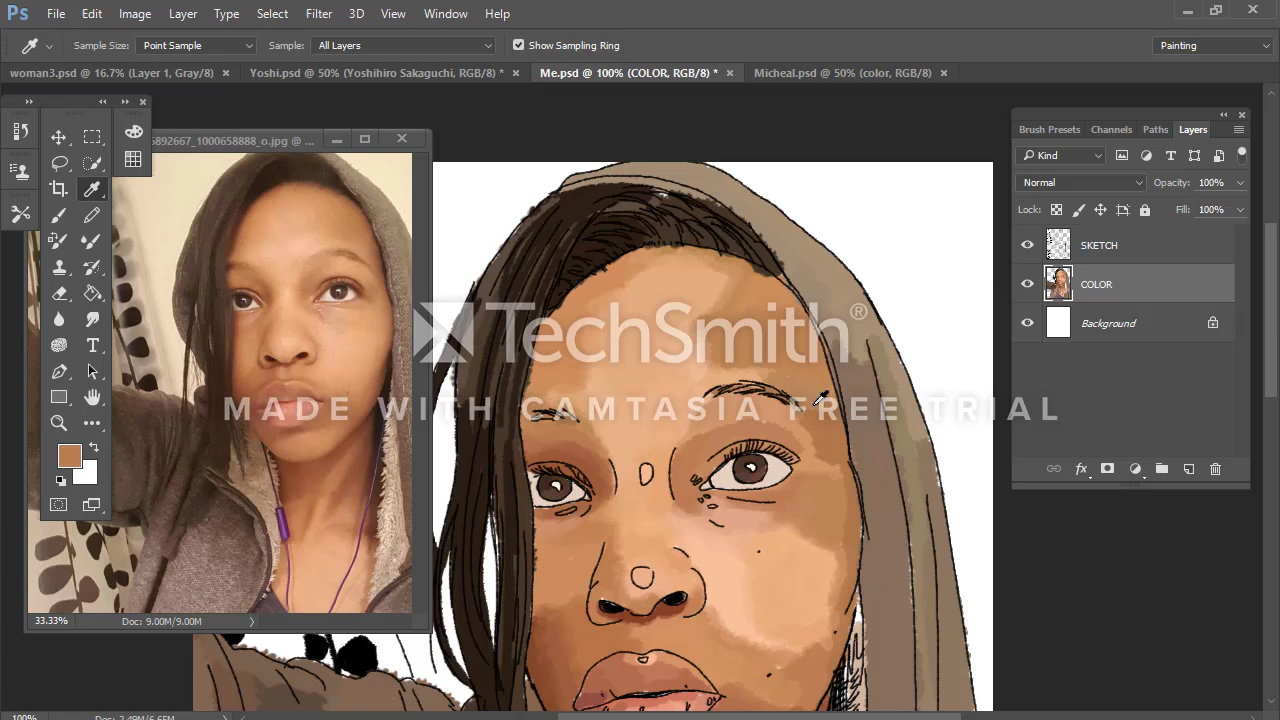 Ps File Edit Image Layer Type Select Filter 3D View Window Help
Sample Size: Point Sample Sample: All Layers Show Sampling Ring Painting
woman3.psd @ 16.7% (Layer 1, Gray/8) × Yoshi.psd @ 50% (Yoshihiro Sakaguchi, RGB/8) * × Me.psd @ 100% (COLOR, RGB/8) * × Micheal.psd @ 50% (color, RGB/8) ×
6892667_1000658888_o.jpg @ ...
Brush Presets Channels Paths Layers
Kind
Normal Opacity: 100%
Lock: Fill: 100%
SKETCH
COLOR
Background
TechSmith®
MADE WITH CAMTASIA FREE TRIAL
33.33% Doc: 9.00M/9.00M
100% Doc: 2.49M/6.65M